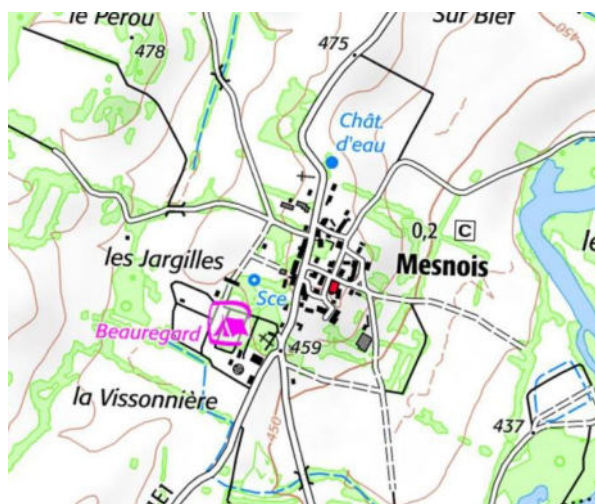 le Pérou
478
475
Sur Bief
450
Chât.
d'eau
0,2 C
Mesnois
les Jargilles
Sce
Beauregard
459
la Vissonnière
450
437